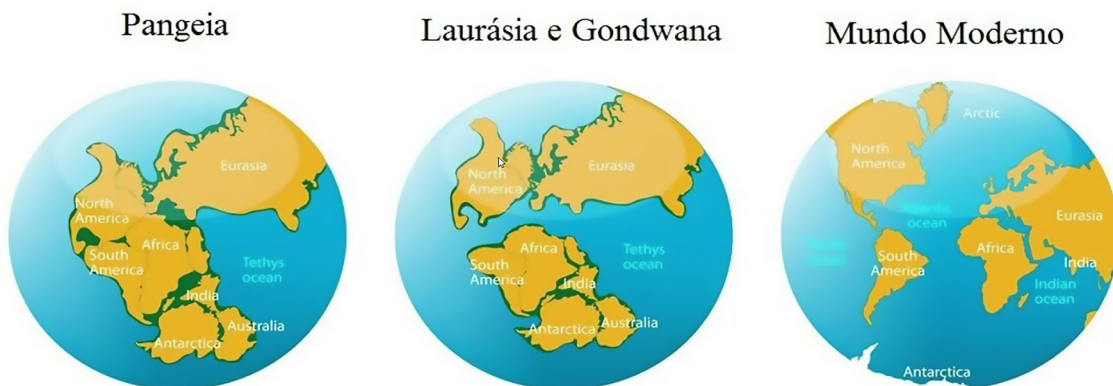 Pangeia
Laurásia e Gondwana
Mundo Moderno
Eurasia
North
America
Africa
South
America
India
Tethys
ocean
Australia
Antarctica
Eurasia
North
America
Africa
South
America
India
Tethys
ocean
Australia
Antarctica
Arctic
North
America
Eurasia
Atlantic
ocean
Africa
South
America
India
Indian
ocean
Antarctica